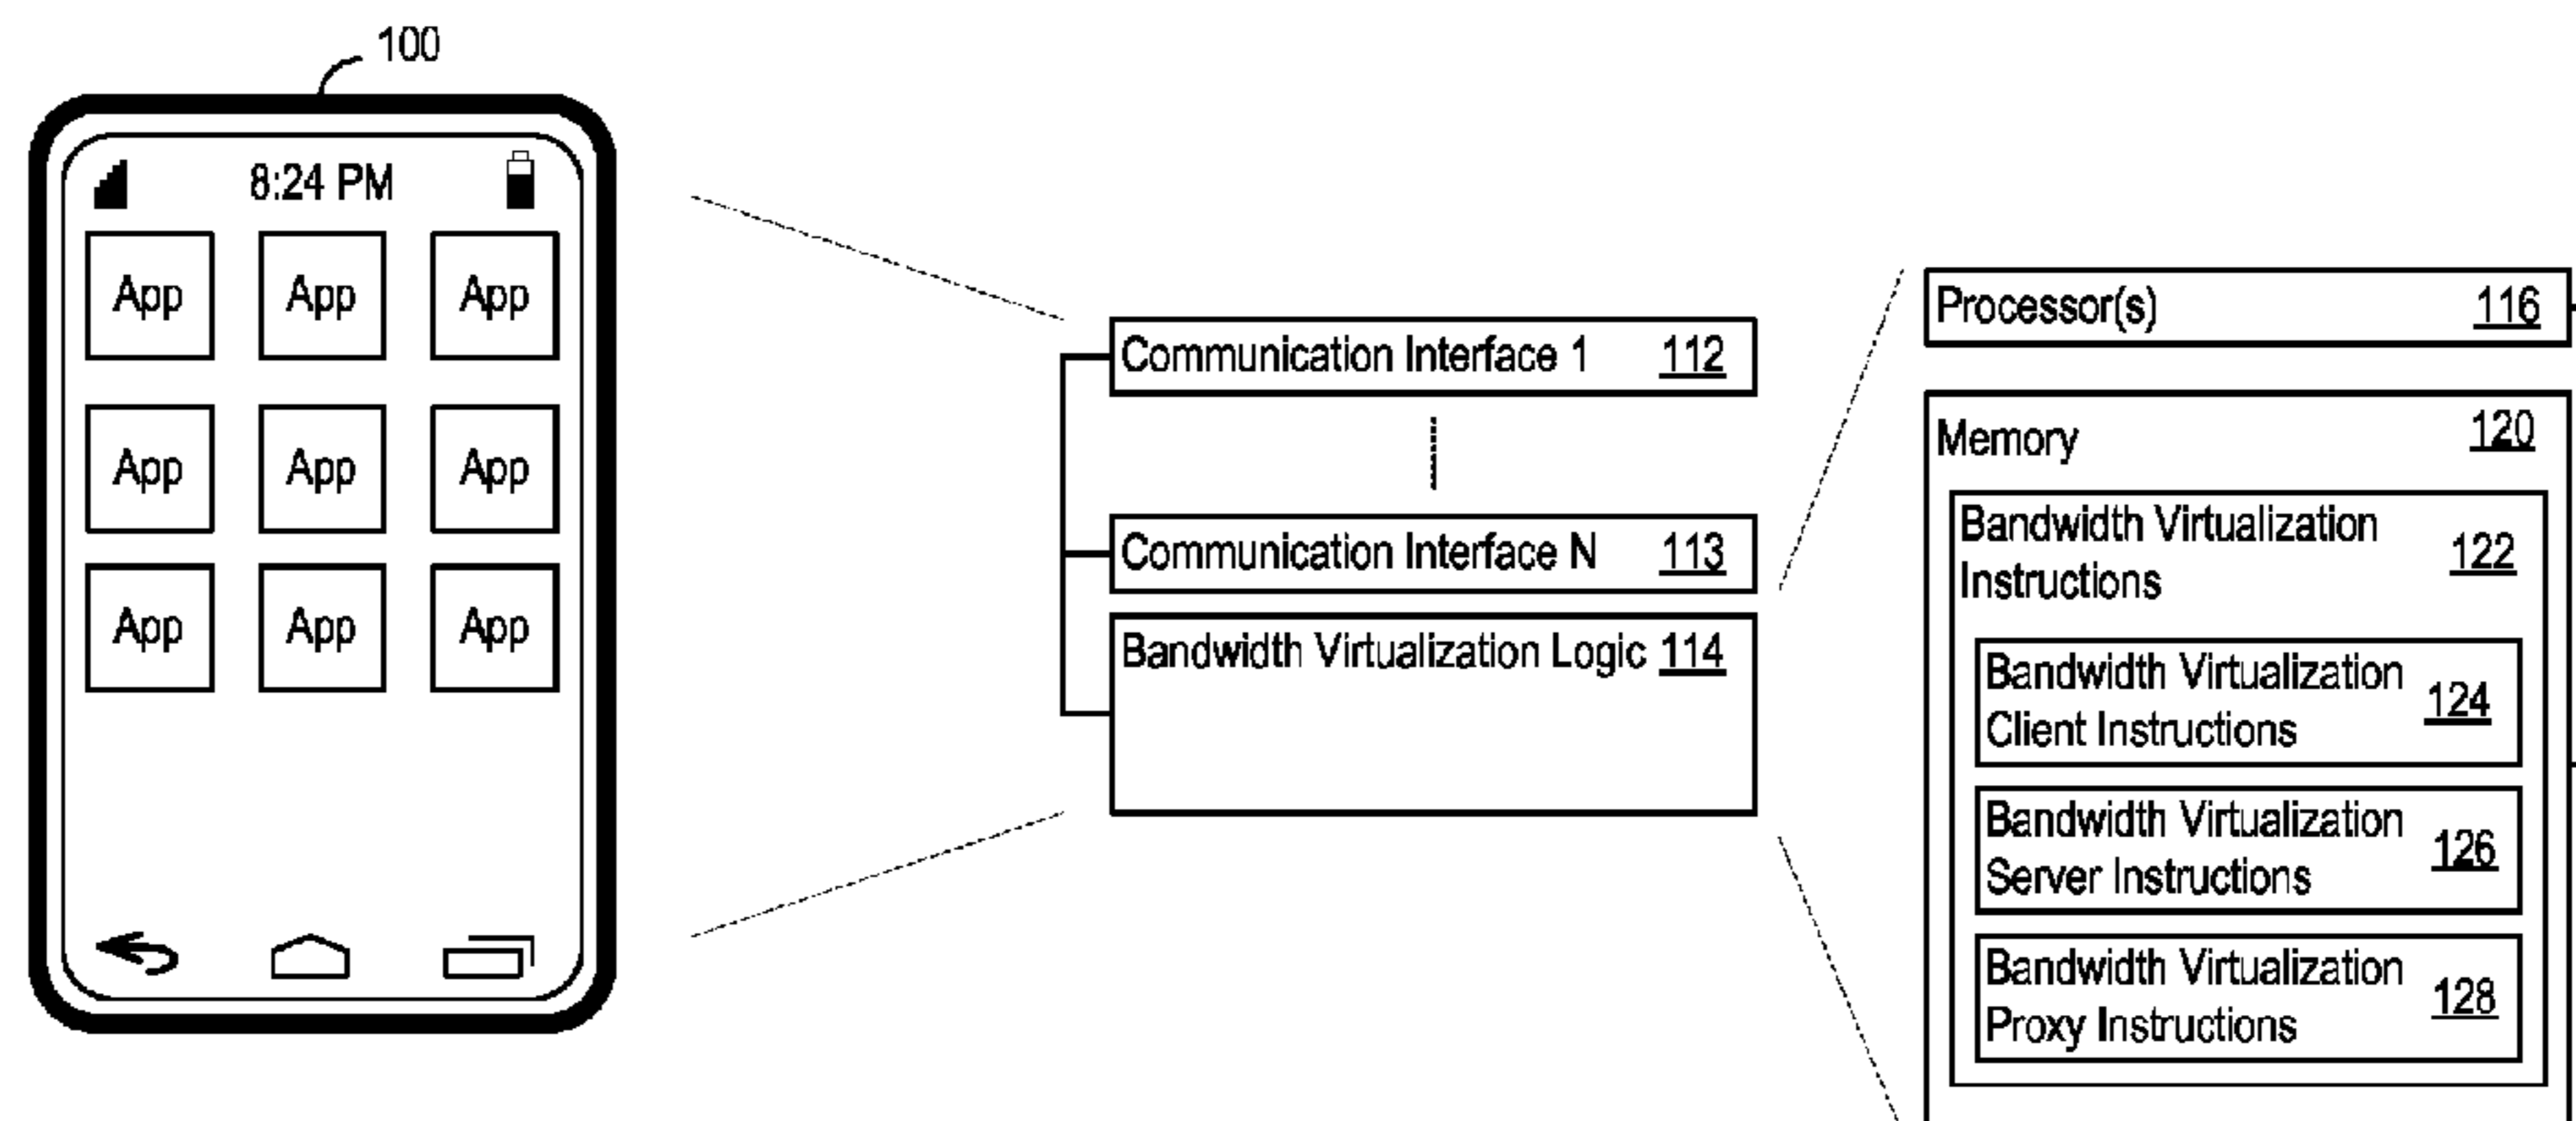 100
8:24 PM
App App App
App App App
App App App
Communication Interface 1 112
Communication Interface N 113
Bandwidth Virtualization Logic 114
Processor(s) 116
Memory 120
Bandwidth Virtualization
Instructions 122
Bandwidth Virtualization
Client Instructions 124
Bandwidth Virtualization
Server Instructions 126
Bandwidth Virtualization
Proxy Instructions 128